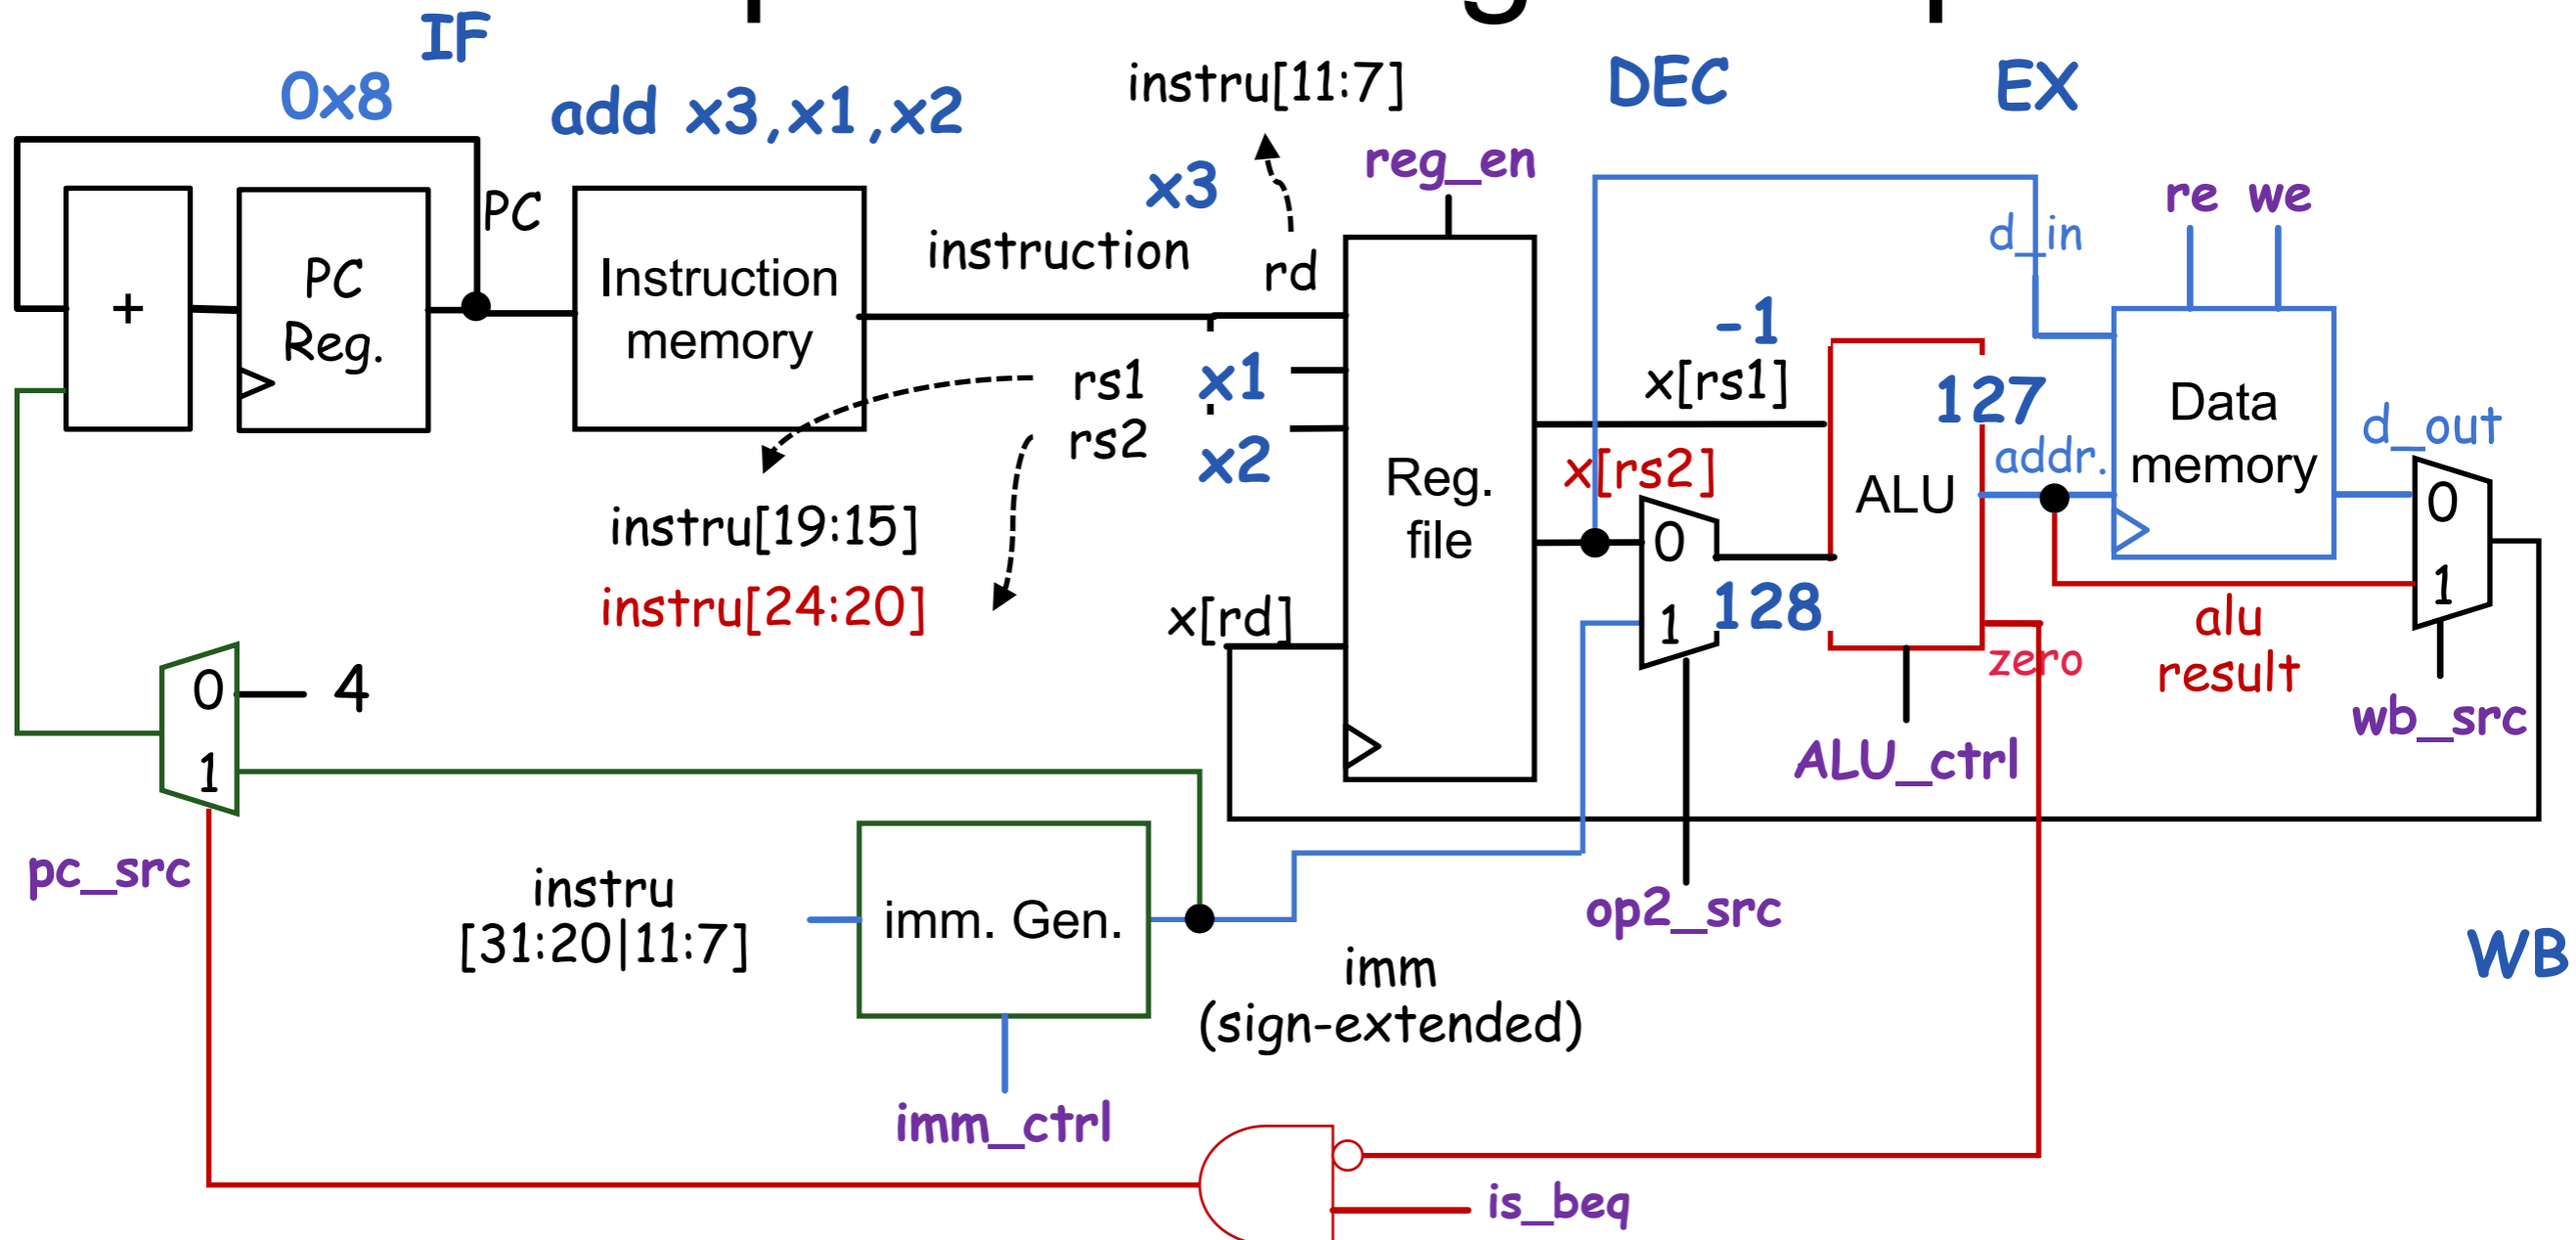 IF
DEC
EX
0x8
add x3,x1,x2
instru[11:7]
reg_en
x3
re we
PC
instruction
rd
d_in
+
PC
Reg.
Instruction
memory
-1
x[rs1]
rs1
x1
rs2
x2
127
Data
memory
d_out
addr.
x[rs2]
Reg.
file
ALU
0
1
0
1
instru[19:15]
instru[24:20]
x[rd]
128
zero
alu
result
wb_src
0
1
4
ALU_ctrl
pc_src
instru
[31:20|11:7]
imm. Gen.
op2_src
imm
(sign-extended)
WB
imm_ctrl
is_beq